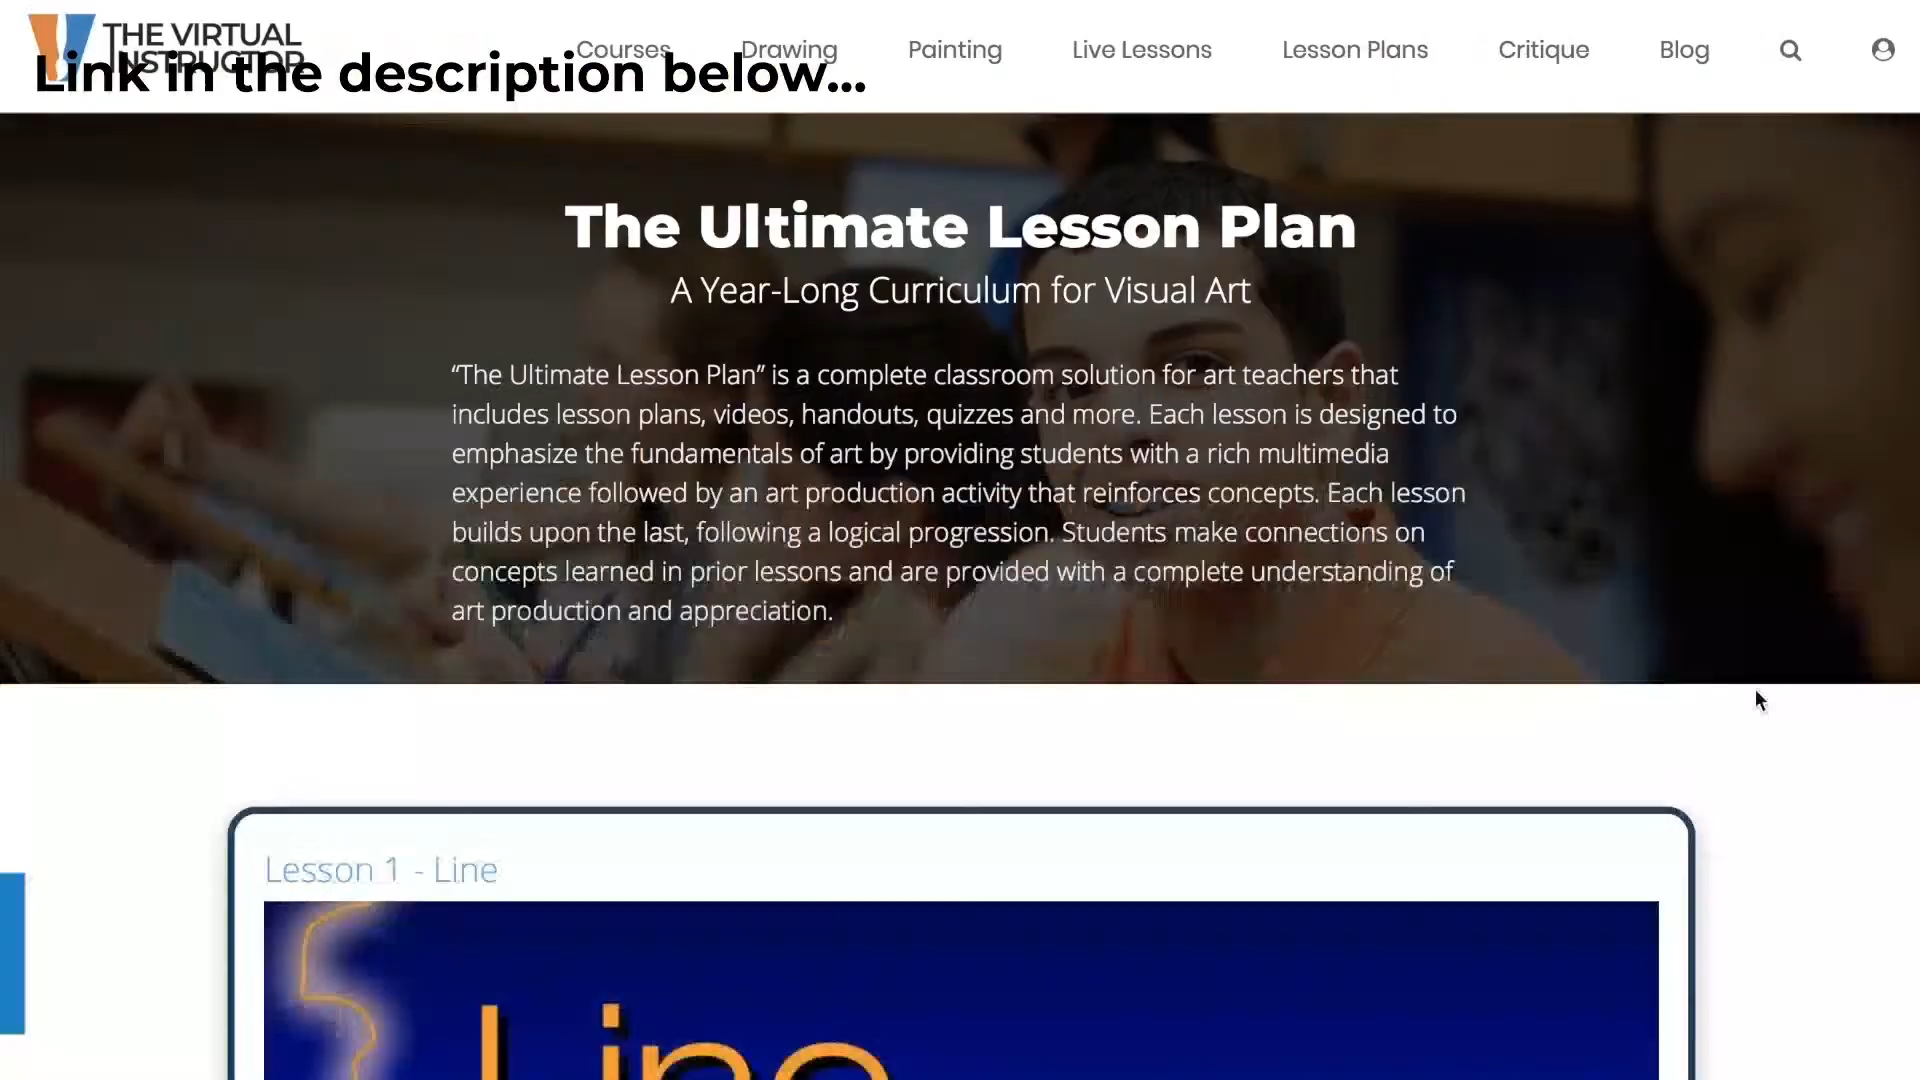 THE VIRTUAL
INSTRUCTOR
Link in the description below...
Courses
Drawing
Painting
Live Lessons
Lesson Plans
Critique
Blog
The Ultimate Lesson Plan
A Year-Long Curriculum for Visual Art
“The Ultimate Lesson Plan” is a complete classroom solution for art teachers that
includes lesson plans, videos, handouts, quizzes and more. Each lesson is designed to
emphasize the fundamentals of art by providing students with a rich multimedia
experience followed by an art production activity that reinforces concepts. Each lesson
builds upon the last, following a logical progression. Students make connections on
concepts learned in prior lessons and are provided with a complete understanding of
art production and appreciation.
Lesson 1 - Line
Line